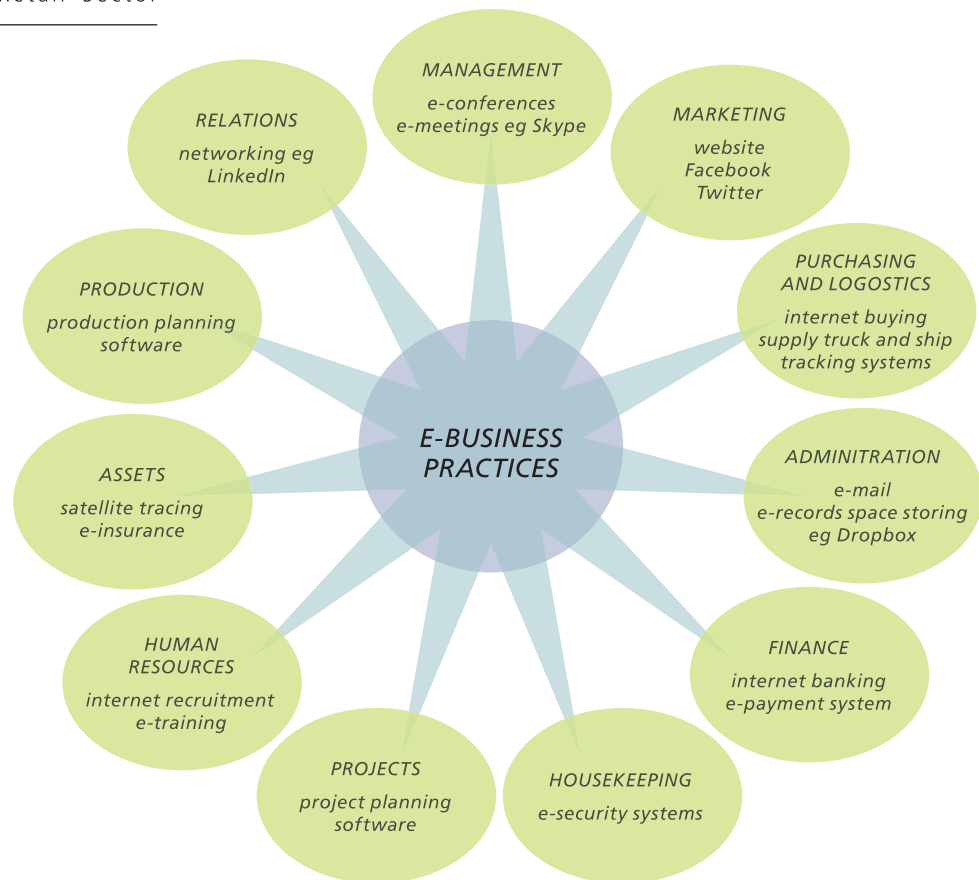 Retail Sector
MANAGEMENT
e-conferences
e-meetings eg Skype
MARKETING
website
Facebook
Twitter
PURCHASING
AND LOGOSTICS
internet buying
supply truck and ship
tracking systems
ADMINITRATION
e-mail
e-records space storing
eg Dropbox
FINANCE
internet banking
e-payment system
HOUSEKEEPING
e-security systems
PROJECTS
project planning
software
HUMAN
RESOURCES
internet recruitment
e-training
ASSETS
satellite tracing
e-insurance
PRODUCTION
production planning
software
RELATIONS
networking eg
LinkedIn
E-BUSINESS
PRACTICES